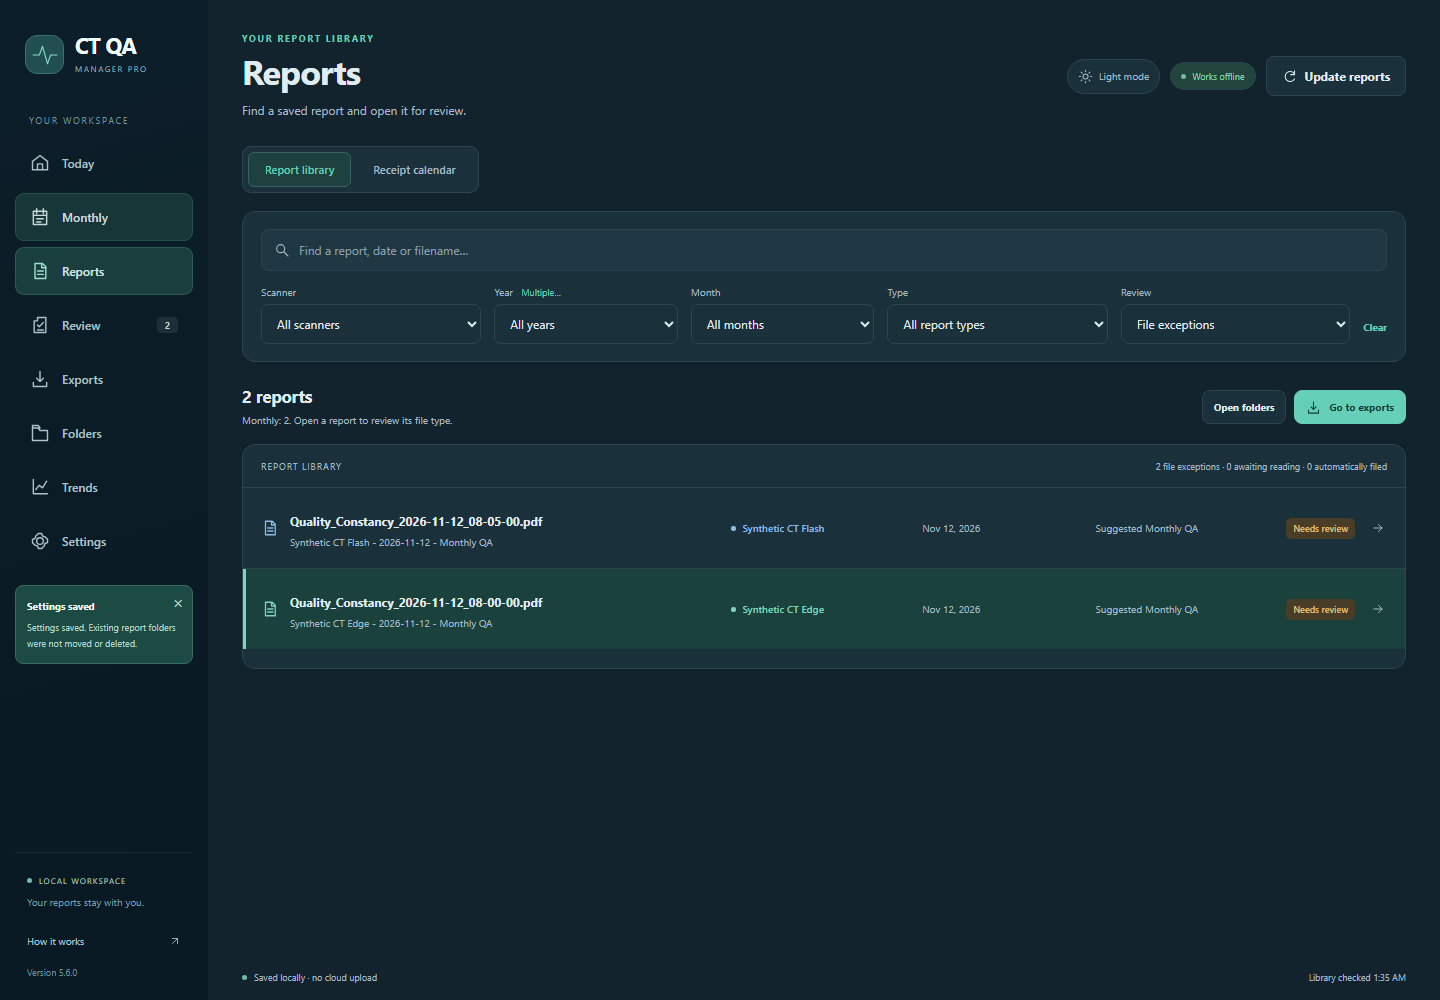 CT QA
MANAGER PRO
YOUR WORKSPACE
Today
Monthly
Reports
Review 2
Exports
Folders
Trends
Settings
Settings saved
Settings saved. Existing report folders
were not moved or deleted.
LOCAL WORKSPACE
Your reports stay with you.
How it works
Version 5.6.0
YOUR REPORT LIBRARY
Reports
Find a saved report and open it for review.
Light mode
Works offline
Update reports
Report library
Receipt calendar
Find a report, date or filename...
Scanner
Year Multiple...
Month
Type
Review
All scanners
All years
All months
All report types
File exceptions
Clear
2 reports
Monthly: 2. Open a report to review its file type.
Open folders
Go to exports
REPORT LIBRARY
2 file exceptions · 0 awaiting reading · 0 automatically filed
Quality_Constancy_2026-11-12_08-05-00.pdf
Synthetic CT Flash - 2026-11-12 - Monthly QA
Synthetic CT Flash
Nov 12, 2026
Suggested Monthly QA
Needs review
Quality_Constancy_2026-11-12_08-00-00.pdf
Synthetic CT Edge - 2026-11-12 - Monthly QA
Synthetic CT Edge
Nov 12, 2026
Suggested Monthly QA
Needs review
Saved locally · no cloud upload
Library checked 1:35 AM